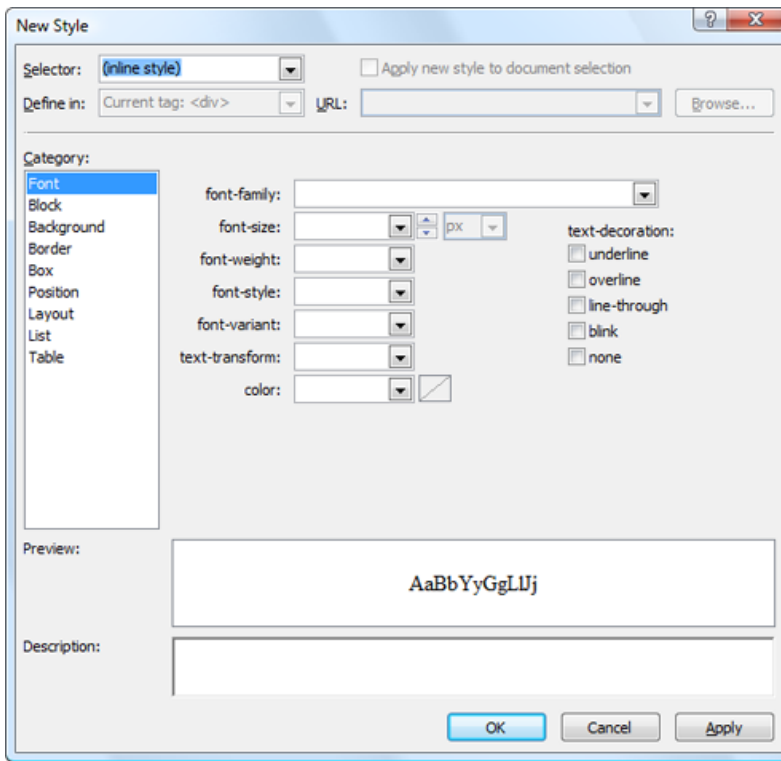 New Style
Selector: (inline style) Apply new style to document selection
Define in: Current tag: <div> URL: Browse...
Category:
Font
Block
Background
Border
Box
Position
Layout
List
Table
font-family:
font-size: px
font-weight:
font-style:
font-variant:
text-transform:
color:
text-decoration:
underline
overline
line-through
blink
none
Preview: AaBbYyGgLlJj
Description:
OK Cancel Apply